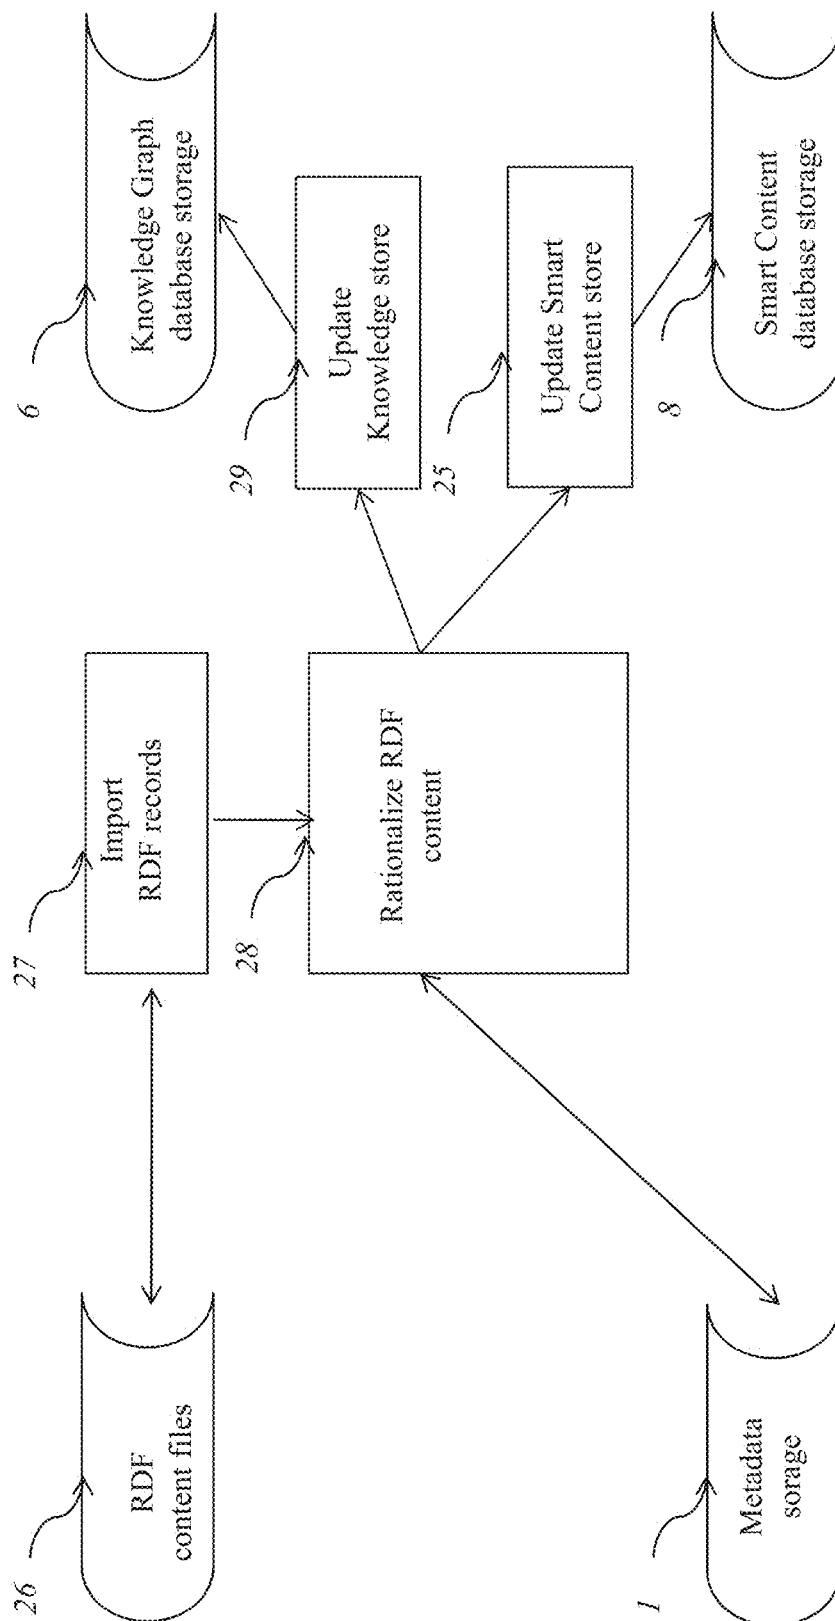 26
RDF
content files
27
Import
RDF records
6
Knowledge Graph
database storage
28
Rationalize RDF
content
29
Update
Knowledge store
25
Update Smart
Content store
1
Metadata
sorage
8
Smart Content
database storage